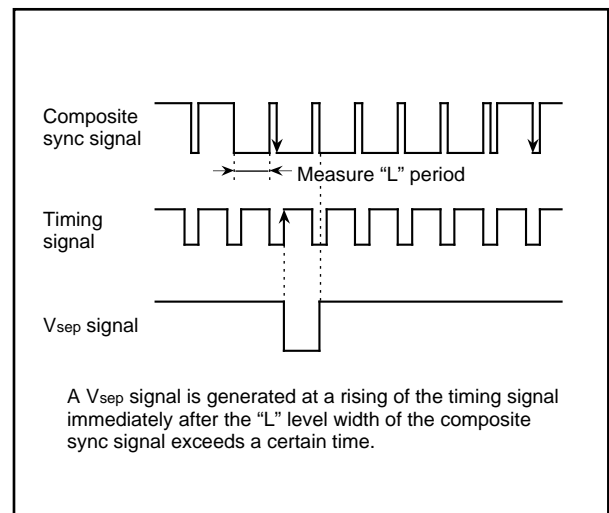 Composite
sync signal
Measure “L” period
Timing
signal
Vsep signal
A Vsep signal is generated at a rising of the timing signal
immediately after the “L” level width of the composite
sync signal exceeds a certain time.